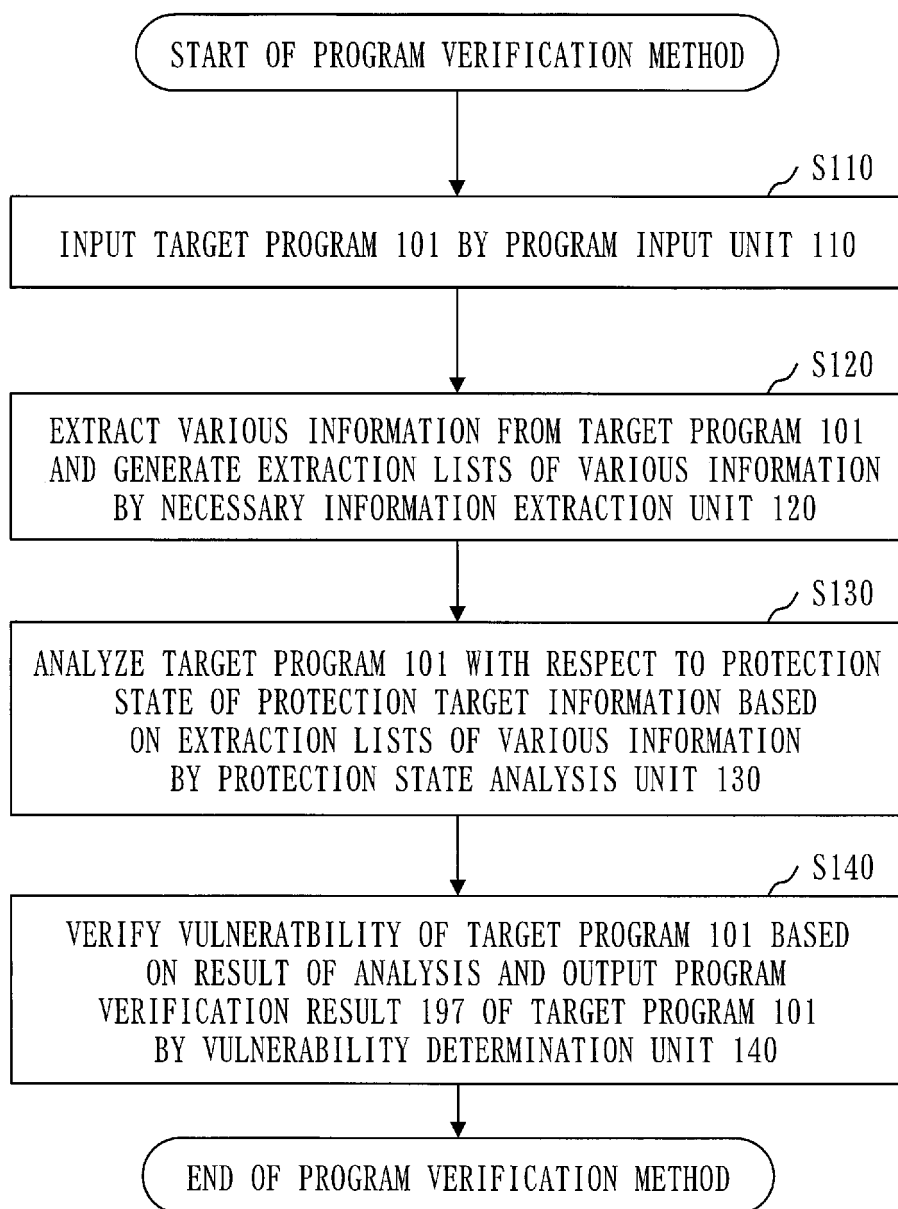 START OF PROGRAM VERIFICATION METHOD
S110
INPUT TARGET PROGRAM 101 BY PROGRAM INPUT UNIT 110
S120
EXTRACT VARIOUS INFORMATION FROM TARGET PROGRAM 101
AND GENERATE EXTRACTION LISTS OF VARIOUS INFORMATION
BY NECESSARY INFORMATION EXTRACTION UNIT 120
S130
ANALYZE TARGET PROGRAM 101 WITH RESPECT TO PROTECTION
STATE OF PROTECTION TARGET INFORMATION BASED
ON EXTRACTION LISTS OF VARIOUS INFORMATION
BY PROTECTION STATE ANALYSIS UNIT 130
S140
VERIFY VULNERATBILITY OF TARGET PROGRAM 101 BASED
ON RESULT OF ANALYSIS AND OUTPUT PROGRAM
VERIFICATION RESULT 197 OF TARGET PROGRAM 101
BY VULNERABILITY DETERMINATION UNIT 140
END OF PROGRAM VERIFICATION METHOD